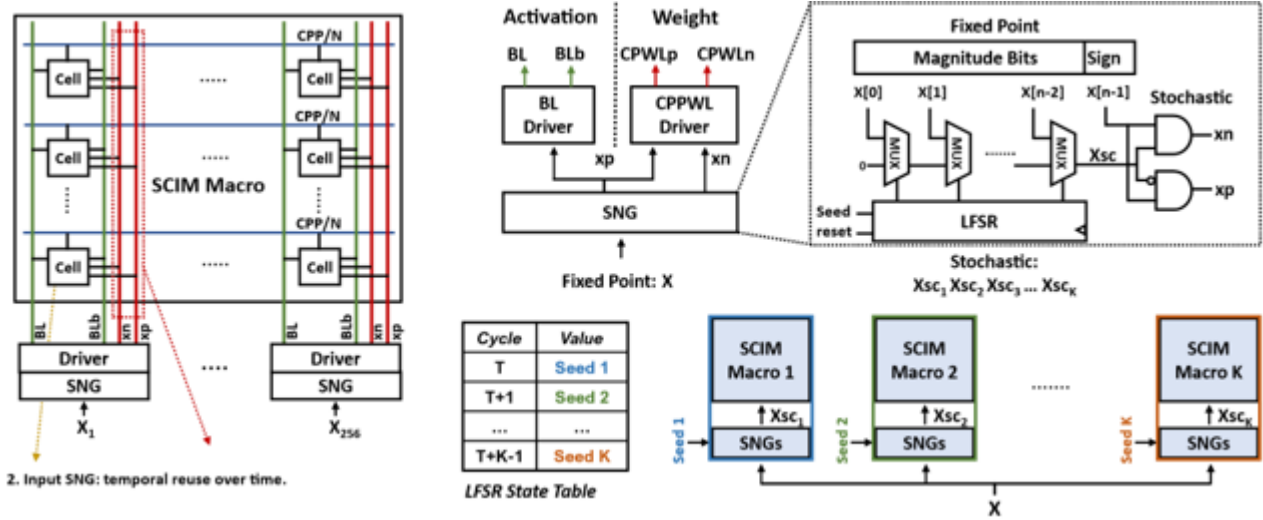 CPP/N
CPP/N
Cell
.....
Cell
CPP/N
CPP/N
Cell
.....
Cell
SCIM Macro
CPP/N
CPP/N
Cell
.....
Cell
BL
BLb
xn
xp
BL
BLb
xn
xp
Driver
....
Driver
SNG
SNG
X1
X256
2. Input SNG: temporal reuse over time.
Activation
Weight
BL
BLb
CPWLp
CPWLn
BL
Driver
CPPWL
Driver
xp
xn
SNG
Fixed Point: X
Fixed Point
Magnitude Bits
Sign
X[0]
X[1]
X[n-2]
X[n-1]
Stochastic
MUX
MUX
MUX
0
Xsc
xn
xp
Seed
reset
LFSR
Stochastic:
Xsc1 Xsc2 Xsc3 ... XscK
Cycle
Value
T
Seed 1
T+1
Seed 2
...
...
T+K-1
Seed K
LFSR State Table
SCIM
Macro 1
SCIM
Macro 2
.......
SCIM
Macro K
Xsc1
Xsc2
XscK
Seed 1
SNGs
Seed 2
SNGs
Seed K
SNGs
X